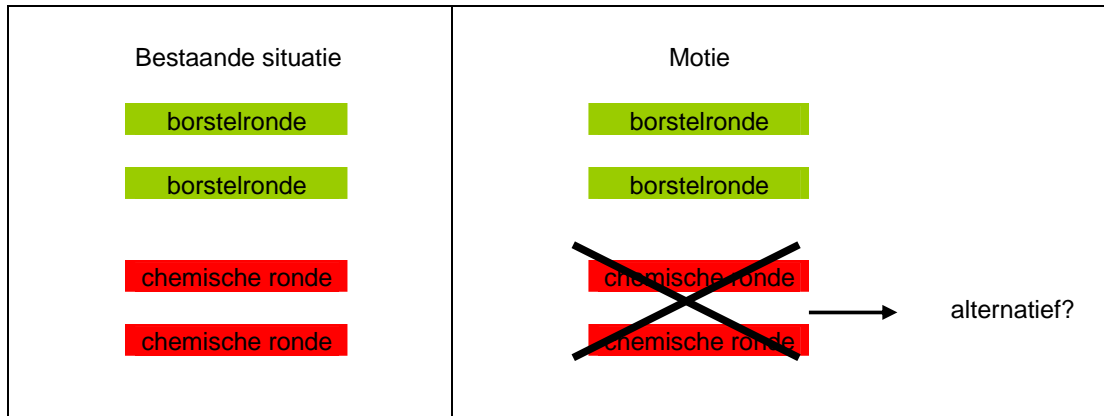 Bestaande situatie
borstelronde
borstelronde
chemische ronde
chemische ronde
Motie
borstelronde
borstelronde
chemische ronde
chemische ronde
alternatief?